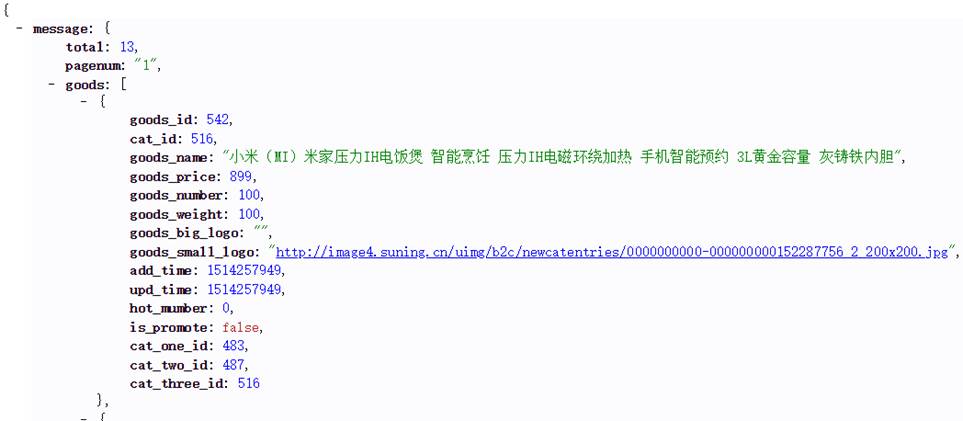 {
- message: {
total: 13,
pagenum: "1",
- goods: [
- {
goods_id: 542,
cat_id: 516,
goods_name: "小米（MI）米家压力IH电饭煲 智能烹饪 压力IH电磁环绕加热 手机智能预约 3L黄金容量 灰铸铁内胆",
goods_price: 899,
goods_number: 100,
goods_weight: 100,
goods_big_logo: "",
goods_small_logo: "http://image4.suning.cn/uimg/b2c/newcatentries/0000000000-000000000152287756_2_200x200.jpg",
add_time: 1514257949,
upd_time: 1514257949,
hot_mumber: 0,
is_promote: false,
cat_one_id: 483,
cat_two_id: 487,
cat_three_id: 516
},
- {